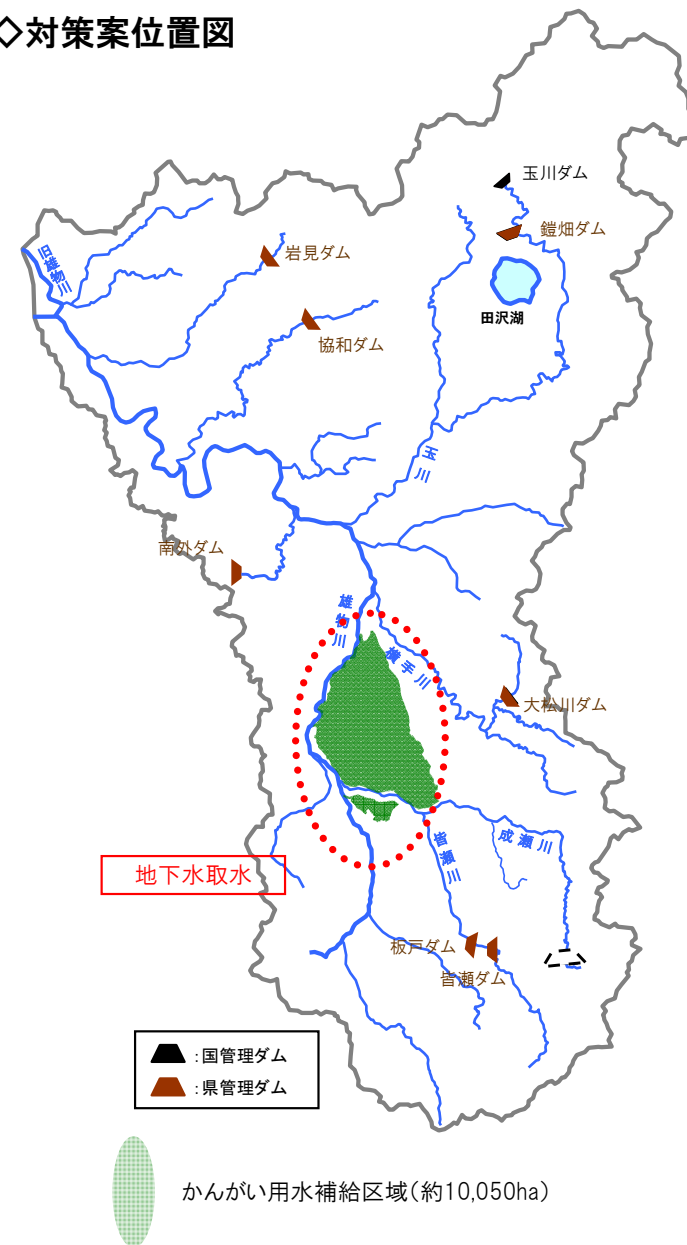 ◇対策案位置図
玉川ダム
鎧畑ダム
旧雄物川
岩見ダム
田沢湖
協和ダム
玉川
南外ダム
雄物川
横手川
大松川ダム
成瀬川
皆瀬川
地下水取水
板戸ダム
皆瀬ダム
:国管理ダム
:県管理ダム
かんがい用水補給区域(約10,050ha)